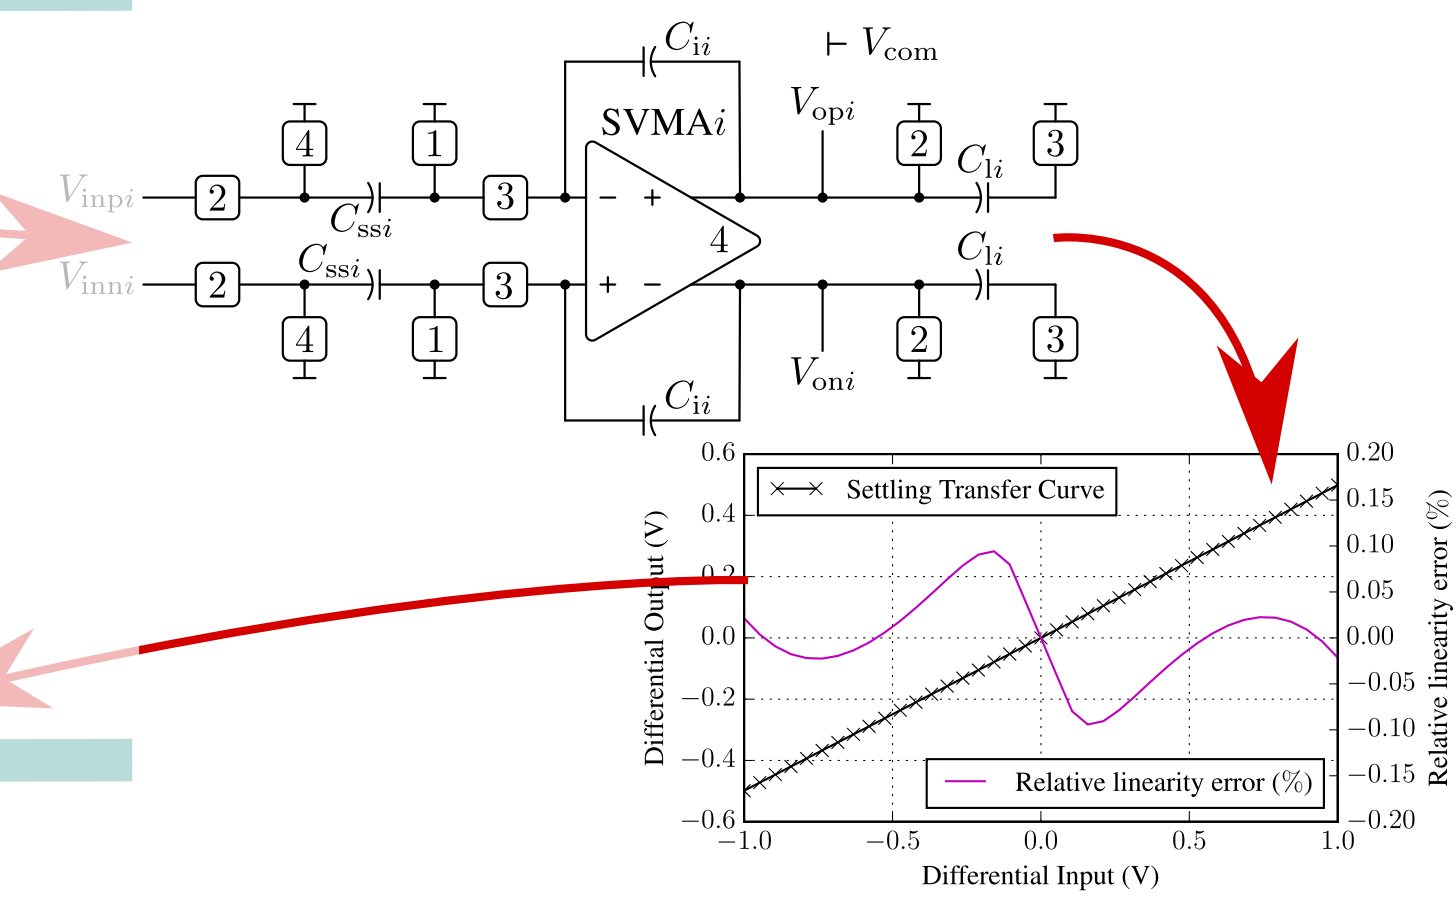 C_ii
⊢ V_com
SVMAi
V_opi
4
1
2
3
C_li
V_inpi
2
3
− +
C_ssi
4
C_li
C_ssi
V_inni
2
3
+ −
4
1
2
3
V_oni
C_ii
0.6
0.4
0.2
0.0
−0.2
−0.4
−0.6
Differential Output (V)
Settling Transfer Curve
0.20
0.15
0.10
0.05
0.00
−0.05
−0.10
−0.15
−0.20
Relative linearity error (%)
Relative linearity error (%)
−1.0 −0.5 0.0 0.5 1.0
Differential Input (V)